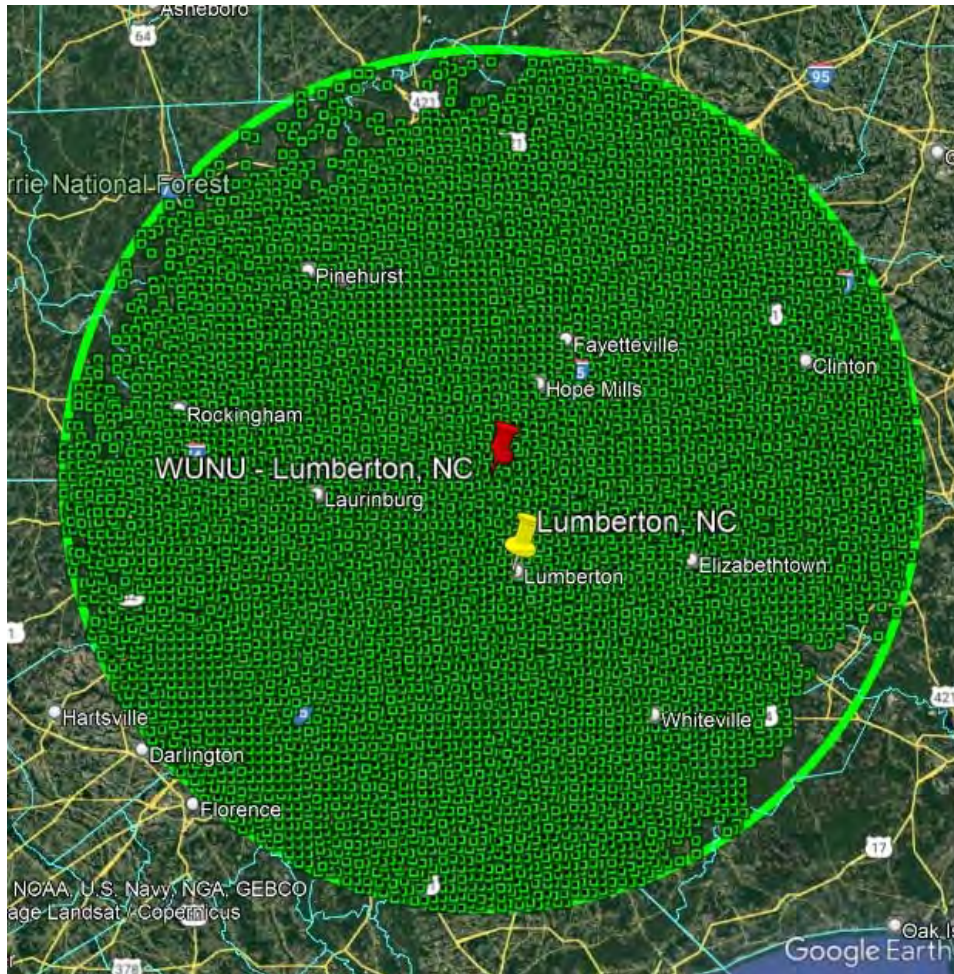 Asheboro
64
95
421
rrie National Forest
Pinehurst
Fayetteville
Clinton
Hope Mills
Rockingham
WUNU - Lumberton, NC
Laurinburg
Lumberton, NC
Lumberton
Elizabethtown
Hartsville
Whiteville
421
Darlington
Florence
17
NOAA, U.S. Navy, NGA, GEBCO
age Landsat / Copernicus
Oak Is
Google Earth
378